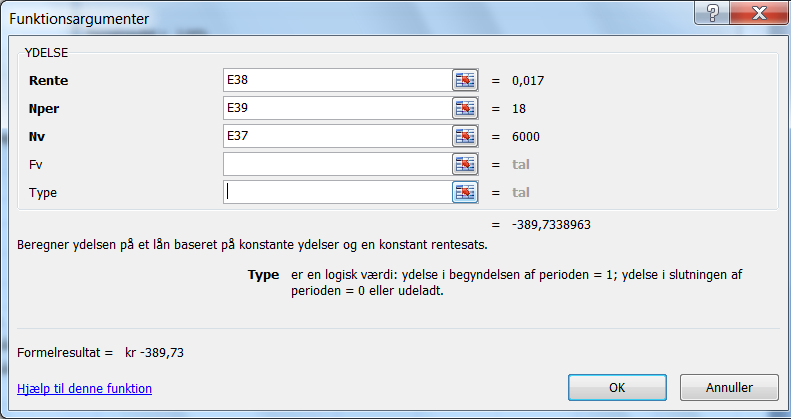 Funktionsargumenter
YDELSE
Rente E38 = 0,017
Nper E39 = 18
Nv E37 = 6000
Fv = tal
Type = tal
= -389,7338963
Beregner ydelsen på et lån baseret på konstante ydelser og en konstant rentesats.
Type er en logisk værdi: ydelse i begyndelsen af perioden = 1; ydelse i slutningen af
perioden = 0 eller udeladt.
Formelresultat = kr -389,73
Hjælp til denne funktion
OK
Annuller